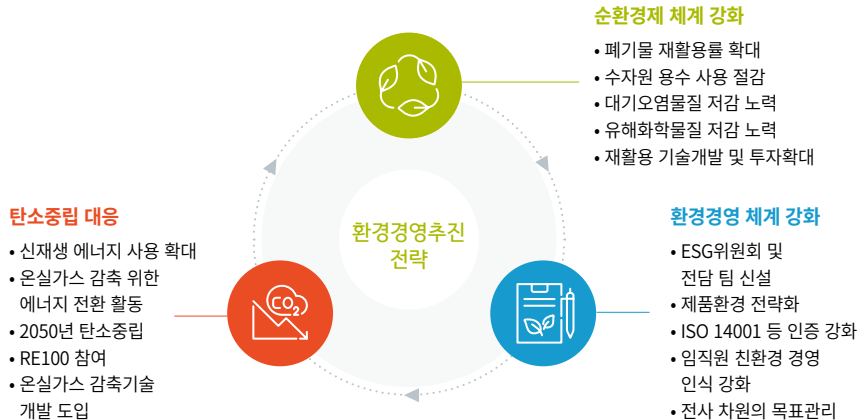 순환경제 체계 강화
• 폐기물 재활용률 확대
• 수자원 용수 사용 절감
• 대기오염물질 저감 노력
• 유해화학물질 저감 노력
• 재활용 기술개발 및 투자확대
탄소중립 대응
• 신재생 에너지 사용 확대
• 온실가스 감축 위한
에너지 전환 활동
• 2050년 탄소중립
• RE100 참여
• 온실가스 감축기술
개발 도입
CO2
환경경영추진
전략
환경경영 체계 강화
• ESG위원회 및
전담 팀 신설
• 제품환경 전략화
• ISO 14001 등 인증 강화
• 임직원 친환경 경영
인식 강화
• 전사 차원의 목표관리